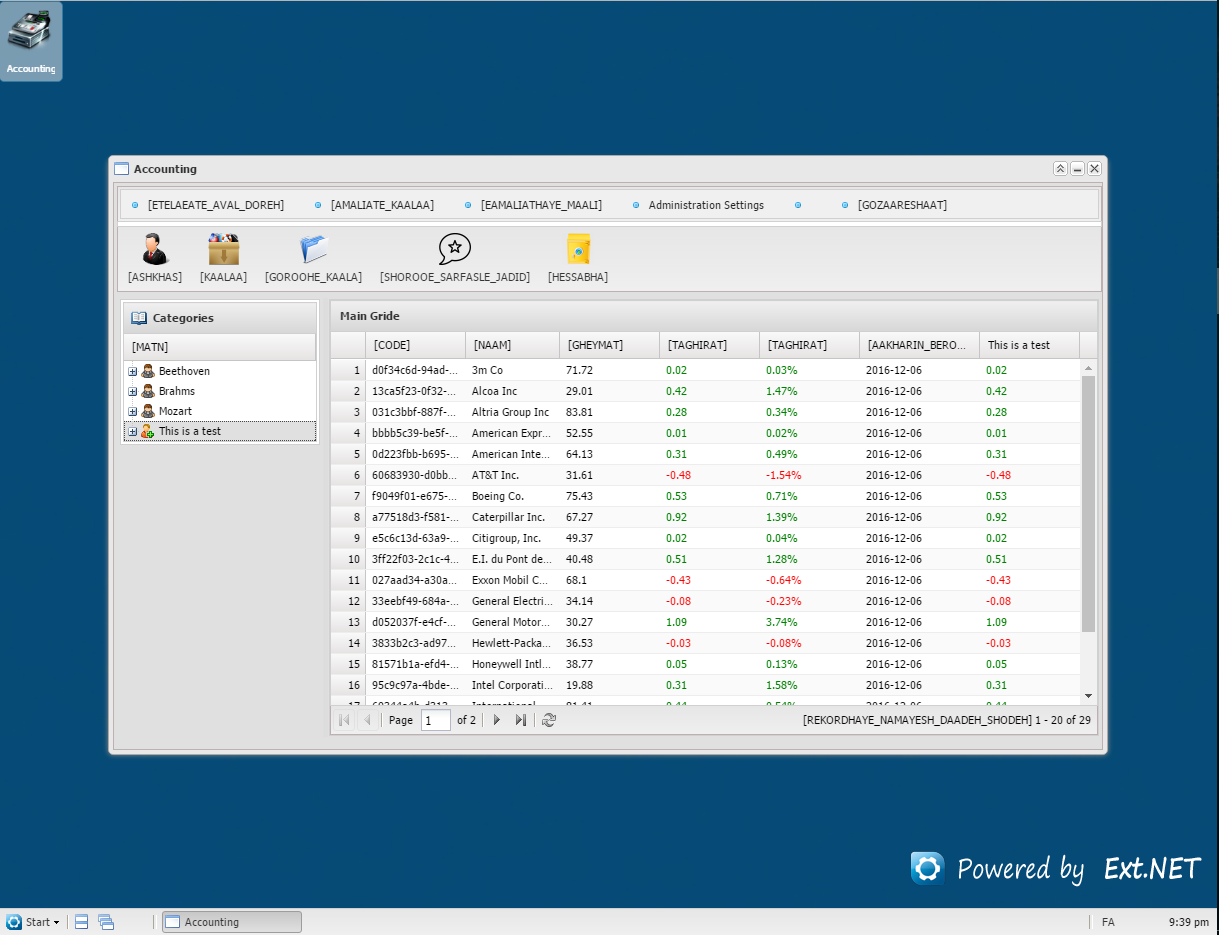 Accounting
Accounting
[ETELAEATE_AVAL_DOREH] [AMALIATE_KAALAA] [EAMALIATHAYE_MAALI] Administration Settings [GOZAARESHAAT]
[ASHKHAS] [KAALAA] [GOROOHE_KAALA] [SHOROOE_SARFASLE_JADID] [HESSABHA]
Categories
[MATN]
Beethoven
Brahms
Mozart
This is a test
Main Gride
[CODE] [NAAM] [GHEYMAT] [TAGHIRAT] [TAGHIRAT] [AAKHARIN_BERO... This is a test
1 d0f34c6d-94ad-... 3m Co 71.72 0.02 0.03% 2016-12-06 0.02
2 13ca5f23-0f32-... Alcoa Inc 29.01 0.42 1.47% 2016-12-06 0.42
3 031c3bbf-887f-... Altria Group Inc 83.81 0.28 0.34% 2016-12-06 0.28
4 bbbb5c39-be5f-... American Expr... 52.55 0.01 0.02% 2016-12-06 0.01
5 0d223fbb-b695-... American Inte... 64.13 0.31 0.49% 2016-12-06 0.31
6 60683930-d0bb... AT&T Inc. 31.61 -0.48 -1.54% 2016-12-06 -0.48
7 f9049f01-e675-... Boeing Co. 75.43 0.53 0.71% 2016-12-06 0.53
8 a77518d3-f581-... Caterpillar Inc. 67.27 0.92 1.39% 2016-12-06 0.92
9 e5c6c13d-63a9-... Citigroup, Inc. 49.37 0.02 0.04% 2016-12-06 0.02
10 3ff22f03-2c1c-4... E.I. du Pont de... 40.48 0.51 1.28% 2016-12-06 0.51
11 027aad34-a30a... Exxon Mobil C... 68.1 -0.43 -0.64% 2016-12-06 -0.43
12 33eebf49-684a-... General Electri... 34.14 -0.08 -0.23% 2016-12-06 -0.08
13 d052037f-e4cf-... General Motor... 30.27 1.09 3.74% 2016-12-06 1.09
14 3833b2c3-ad97... Hewlett-Packa... 36.53 -0.03 -0.08% 2016-12-06 -0.03
15 81571b1a-efd4-... Honeywell Intl... 38.77 0.05 0.13% 2016-12-06 0.05
16 95c9c97a-4bde-... Intel Corporati... 19.88 0.31 1.58% 2016-12-06 0.31
Page 1 of 2 [REKORDHAYE_NAMAYESH_DAADEH_SHODEH] 1 - 20 of 29
Powered by Ext.NET
Start Accounting FA 9:39 pm